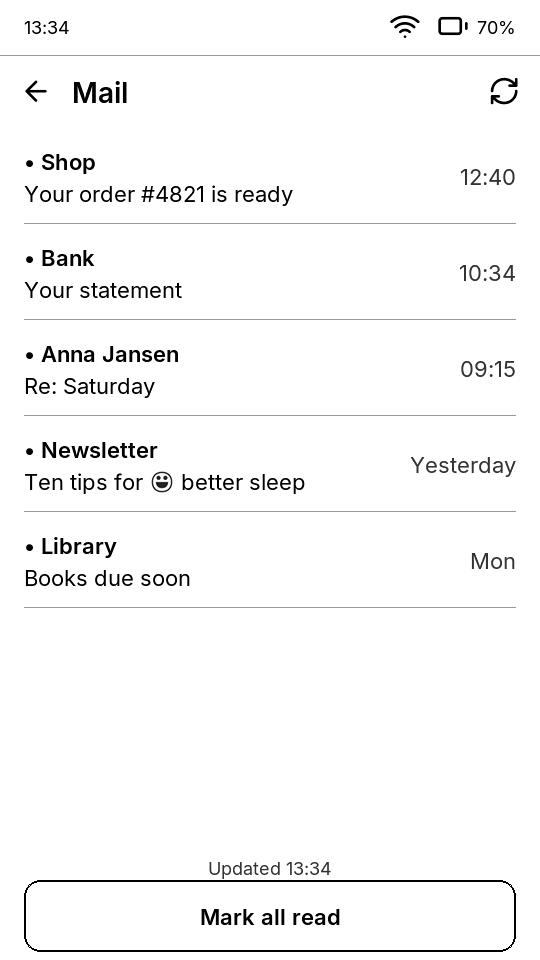 13:34
70%
Mail
• Shop
Your order #4821 is ready
12:40
• Bank
Your statement
10:34
• Anna Jansen
Re: Saturday
09:15
• Newsletter
Ten tips for 😃 better sleep
Yesterday
• Library
Books due soon
Mon
Updated 13:34
Mark all read